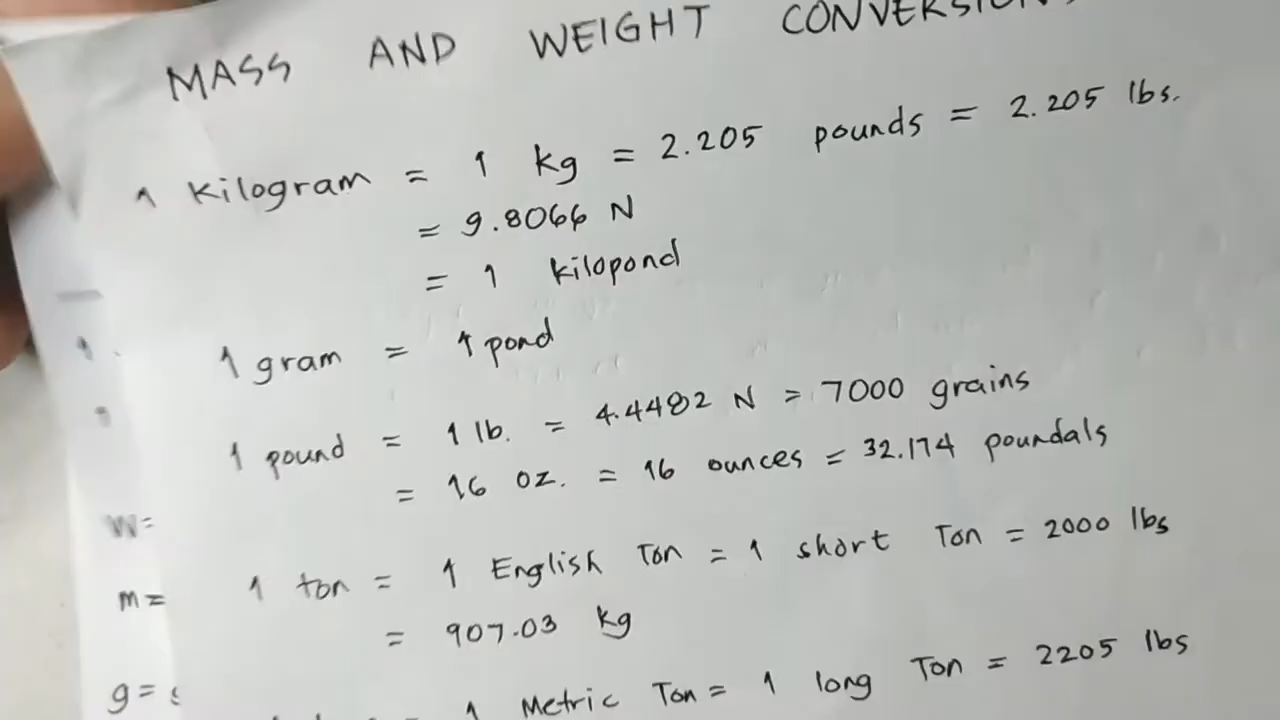 MASS AND WEIGHT CONVERSION
1 Kilogram = 1 kg = 2.205 pounds = 2.205 lbs.
= 9.8066 N
= 1 kilopond
1 gram = 1 pond
1 pound = 1 lb. = 4.4482 N = 7000 grains
= 16 oz. = 16 ounces = 32.174 poundals
W=
1 ton = 1 English Ton = 1 short Ton = 2000 lbs
m=
= 907.03 kg
g=
1 Metric Ton = 1 long Ton = 2205 lbs